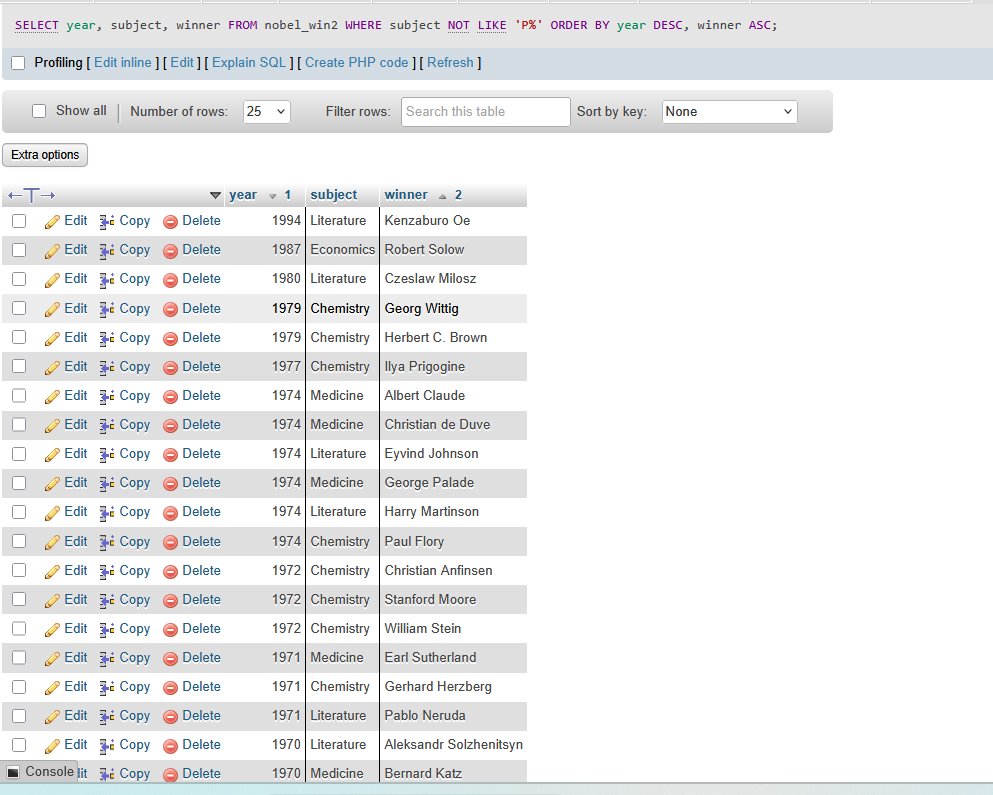 SELECT year, subject, winner FROM nobel_win2 WHERE subject NOT LIKE 'P%' ORDER BY year DESC, winner ASC;
Profiling [ Edit inline ] [ Edit ] [ Explain SQL ] [ Create PHP code ] [ Refresh ]
Show all Number of rows: 25 Filter rows: Search this table Sort by key: None
Extra options
year 1 subject winner 2
Edit Copy Delete 1994 Literature Kenzaburo Oe
Edit Copy Delete 1987 Economics Robert Solow
Edit Copy Delete 1980 Literature Czeslaw Milosz
Edit Copy Delete 1979 Chemistry Georg Wittig
Edit Copy Delete 1979 Chemistry Herbert C. Brown
Edit Copy Delete 1977 Chemistry Ilya Prigogine
Edit Copy Delete 1974 Medicine Albert Claude
Edit Copy Delete 1974 Medicine Christian de Duve
Edit Copy Delete 1974 Literature Eyvind Johnson
Edit Copy Delete 1974 Medicine George Palade
Edit Copy Delete 1974 Literature Harry Martinson
Edit Copy Delete 1974 Chemistry Paul Flory
Edit Copy Delete 1972 Chemistry Christian Anfinsen
Edit Copy Delete 1972 Chemistry Stanford Moore
Edit Copy Delete 1972 Chemistry William Stein
Edit Copy Delete 1971 Medicine Earl Sutherland
Edit Copy Delete 1971 Chemistry Gerhard Herzberg
Edit Copy Delete 1971 Literature Pablo Neruda
Edit Copy Delete 1970 Literature Aleksandr Solzhenitsyn
Console Copy Delete 1970 Medicine Bernard Katz